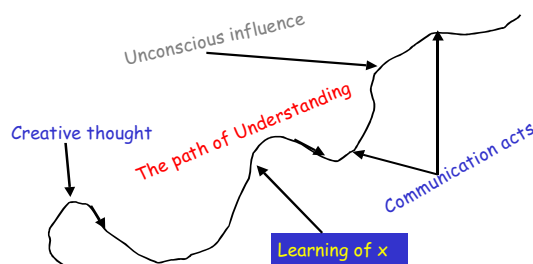 Unconscious influence
Creative thought
The path of Understanding
Communication acts
Learning of x